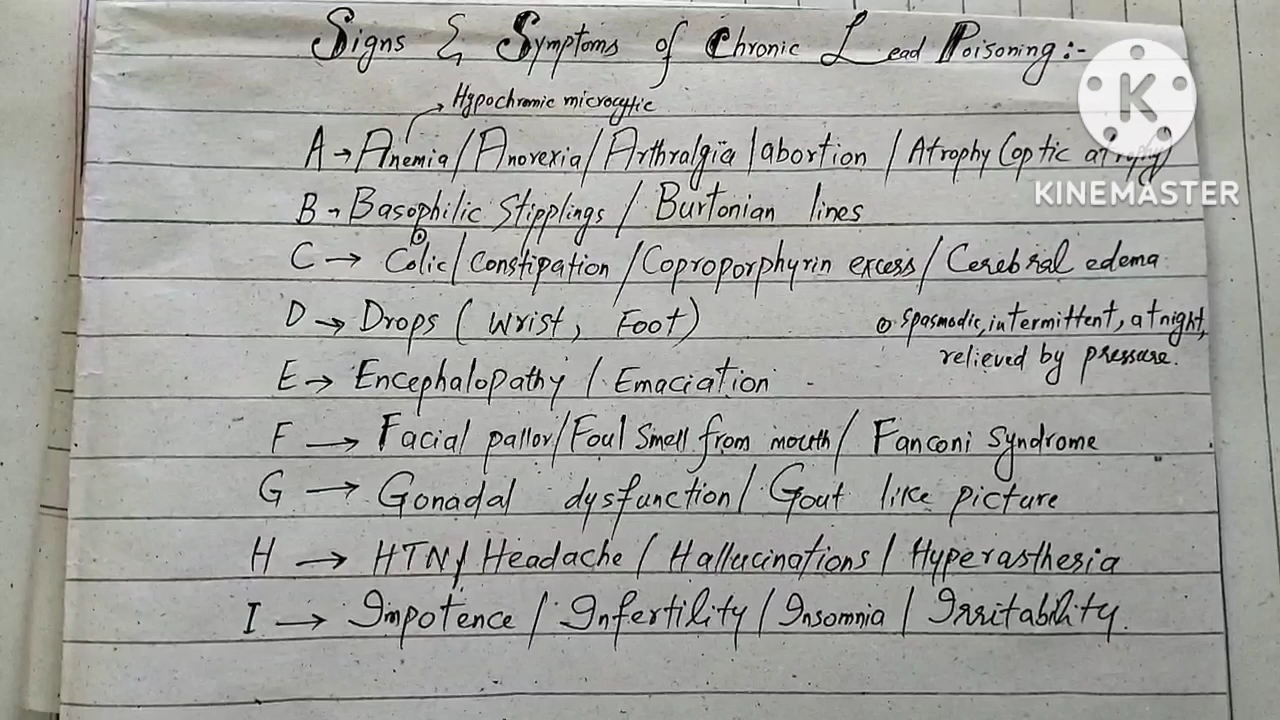 Signs & Symptoms of Chronic Lead Poisoning:-
Hypochromic microcytic
A → Anemia / Anorexia / Arthralgia / abortion / Atrophy (optic atrophy)
B → Basophilic Stipplings / Burtonian lines
C → Colic / Constipation / Coproporphyrin excess / Cerebral edema
D → Drops (Wrist, Foot)
⊙ Spasmodic, intermittent, at night, relieved by pressure.
E → Encephalopathy / Emaciation
F → Facial pallor / Foul Smell from mouth / Fanconi Syndrome
G → Gonadal dysfunction / Gout like picture
H → HTN / Headache / Hallucinations / Hyperasthesia
I → Impotence / Infertility / Insomnia / Irritability.
K
KINEMASTER